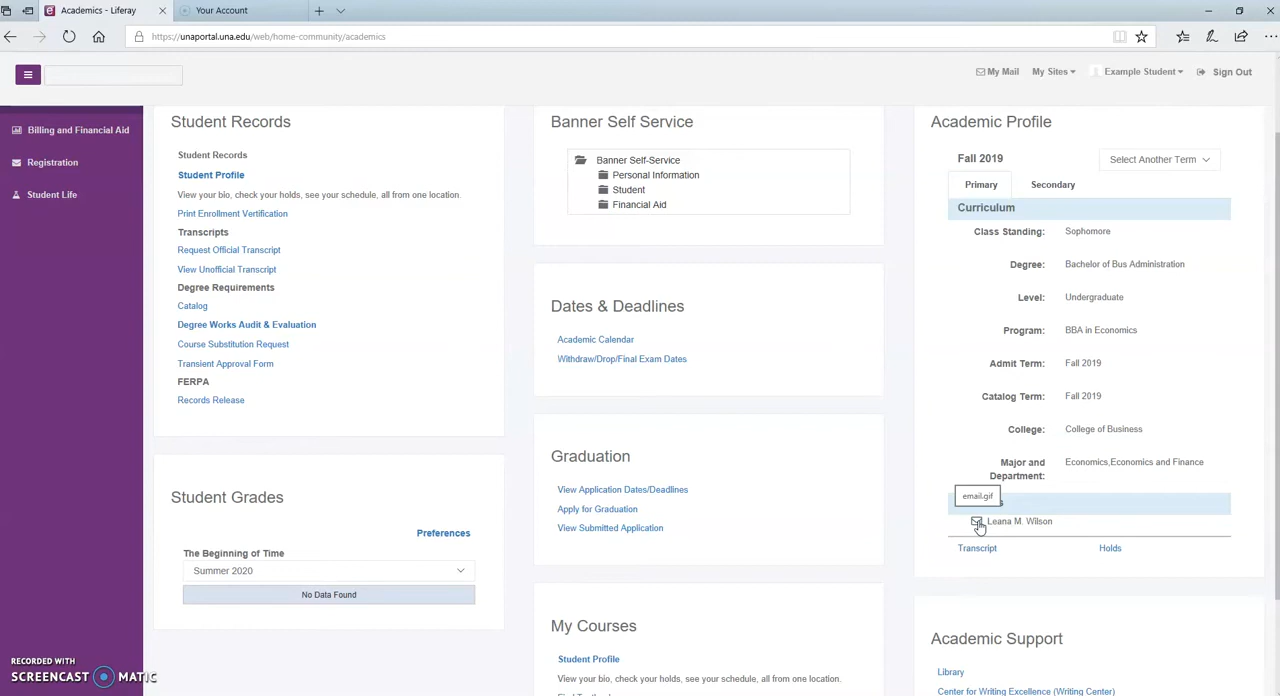 Academics - Liferay
Your Account
https://unaportal.una.edu/web/home-community/academics
My Mail
My Sites
Example Student
Sign Out
Billing and Financial Aid
Registration
Student Life
Student Records
Student Records
Student Profile
View your bio, check your holds, see your schedule, all from one location.
Print Enrollment Vertification
Transcripts
Request Official Transcript
View Unofficial Transcript
Degree Requirements
Catalog
Degree Works Audit & Evaluation
Course Substitution Request
Transient Approval Form
FERPA
Records Release
Student Grades
Preferences
The Beginning of Time
Summer 2020
No Data Found
Banner Self Service
Banner Self-Service
Personal Information
Student
Financial Aid
Dates & Deadlines
Academic Calendar
Withdraw/Drop/Final Exam Dates
Graduation
View Application Dates/Deadlines
Apply for Graduation
View Submitted Application
My Courses
Student Profile
View your bio, check your holds, see your schedule, all from one location.
Academic Profile
Fall 2019
Select Another Term
Primary
Secondary
Curriculum
Class Standing: Sophomore
Degree: Bachelor of Bus Administration
Level: Undergraduate
Program: BBA in Economics
Admit Term: Fall 2019
Catalog Term: Fall 2019
College: College of Business
Major and Department: Economics,Economics and Finance
email.gif
Leana M. Wilson
Transcript
Holds
Academic Support
Library
Center for Writing Excellence (Writing Center)
RECORDED WITH
SCREENCAST MATIC